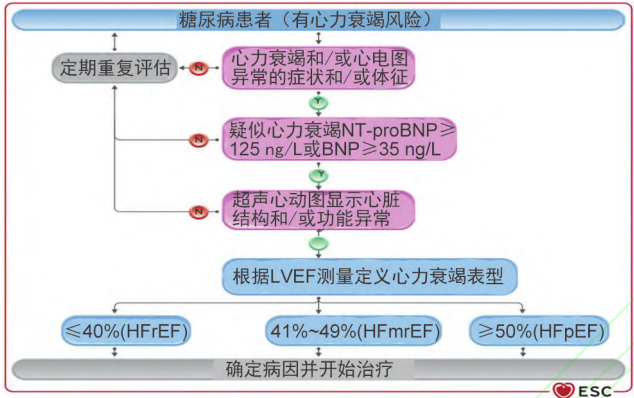 糖尿病患者（有心力衰竭风险）
定期重复评估
N
心力衰竭和/或心电图
异常的症状和/或体征
Y
N
疑似心力衰竭NT-proBNP≥
125 ng/L或BNP≥35 ng/L
Y
N
超声心动图显示心脏
结构和/或功能异常
根据LVEF测量定义心力衰竭表型
≤40%(HFrEF)
41%~49%(HFmrEF)
≥50%(HFpEF)
确定病因并开始治疗
ESC